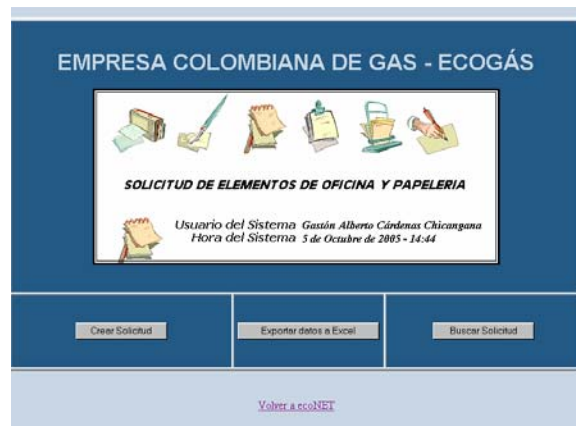 EMPRESA COLOMBIANA DE GAS - ECOGÁS
SOLICITUD DE ELEMENTOS DE OFICINA Y PAPELERIA
Usuario del Sistema Gastón Alberto Cárdenas Chicangana
Hora del Sistema 5 de Octubre de 2005 - 14:44
Crear Solicitud
Exportar datos a Excel
Buscar Solicitud
Volver a ecoNET